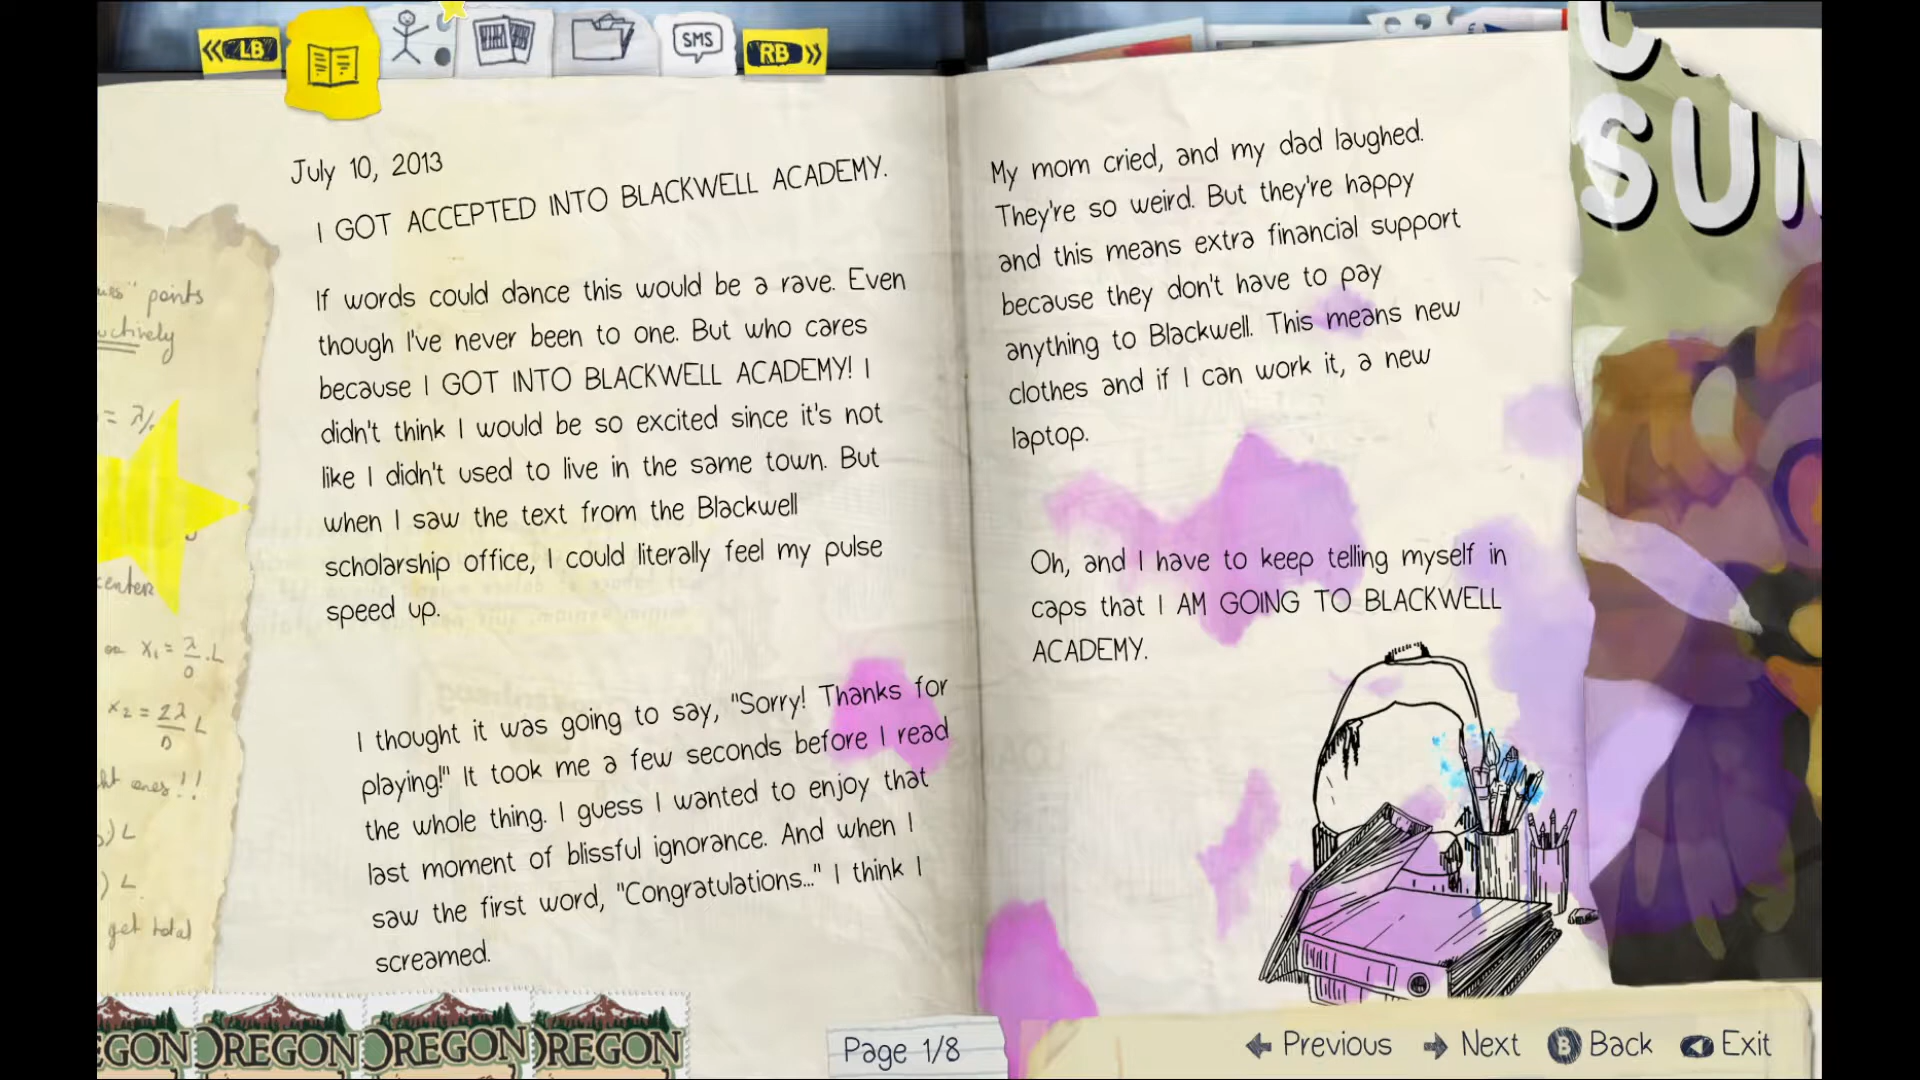 LB
SMS
RB
July 10, 2013
I GOT ACCEPTED INTO BLACKWELL ACADEMY.
If words could dance this would be a rave. Even
though I've never been to one. But who cares
because I GOT INTO BLACKWELL ACADEMY! I
didn't think I would be so excited since it's not
like I didn't used to live in the same town. But
when I saw the text from the Blackwell
scholarship office, I could literally feel my pulse
speed up.
I thought it was going to say, "Sorry! Thanks for
playing!" It took me a few seconds before I read
the whole thing. I guess I wanted to enjoy that
last moment of blissful ignorance. And when I
saw the first word, "Congratulations..." I think I
screamed.
My mom cried, and my dad laughed.
They're so weird. But they're happy
and this means extra financial support
because they don't have to pay
anything to Blackwell. This means new
clothes and if I can work it, a new
laptop.
Oh, and I have to keep telling myself in
caps that I AM GOING TO BLACKWELL
ACADEMY.
points
= λ/
center
x₁ = λ/D . L
x₂ = 2λ/D L
ones!!
) L
) L
get total
SUN
EGON OREGON OREGON OREGON
Page 1/8
Previous Next B Back Exit